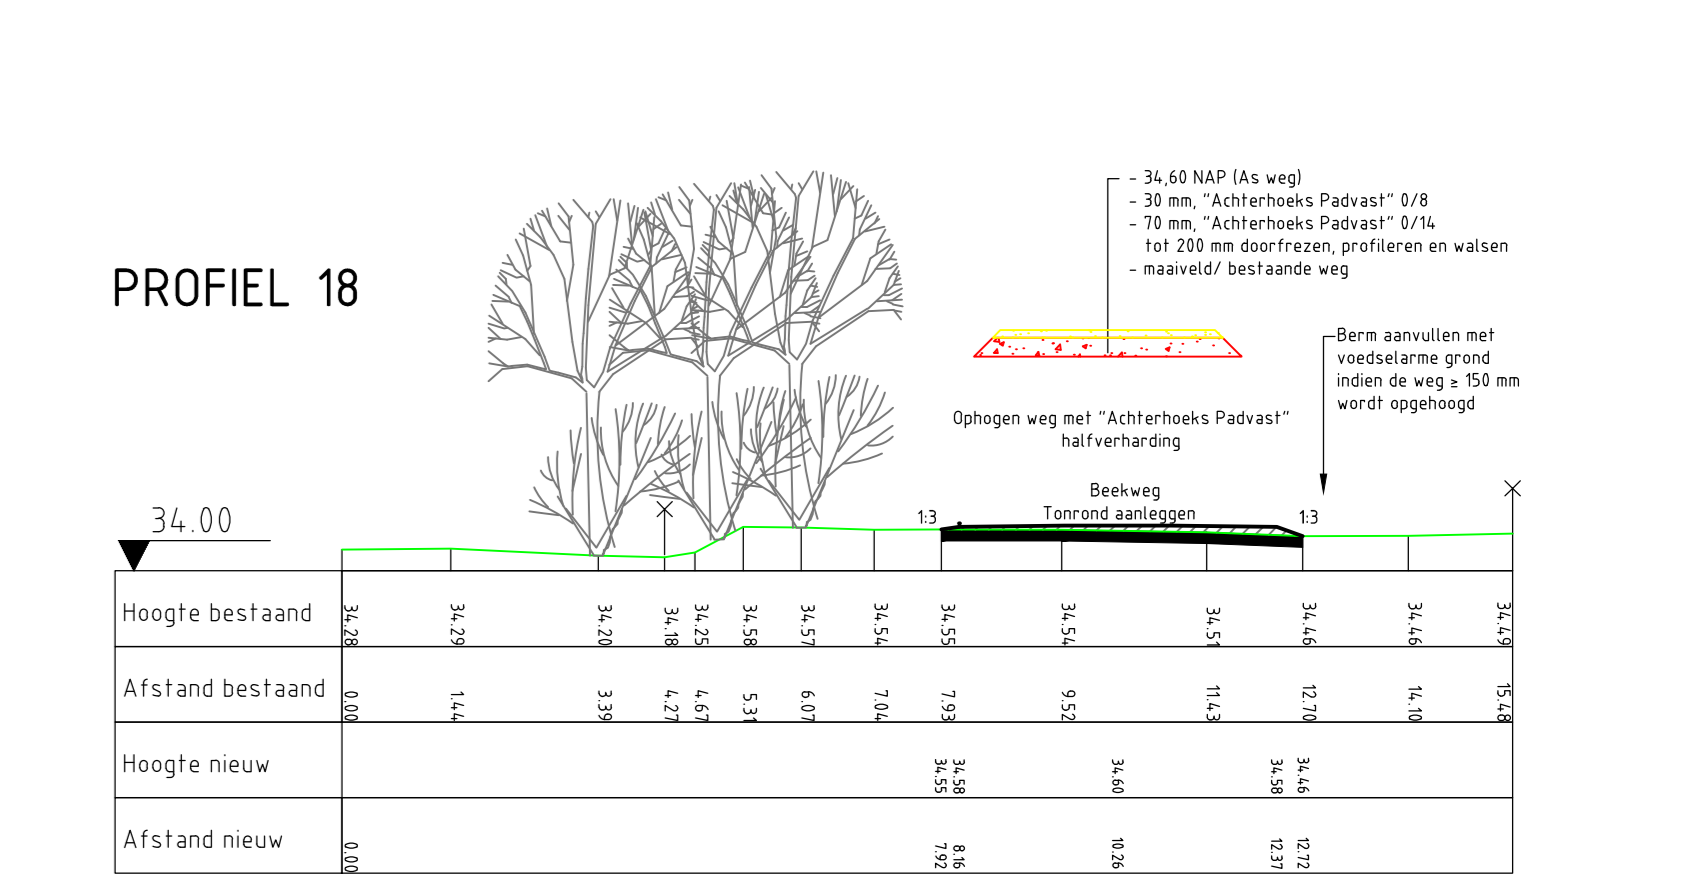 - 34,60 NAP (As weg)
- 30 mm, "Achterhoeks Padvast" 0/8
- 70 mm, "Achterhoeks Padvast" 0/14
tot 200 mm doorfrezen, profileren en walsen
- maaiveld/ bestaande weg
PROFIEL 18
Berm aanvullen met
voedselarme grond
indien de weg ≥ 150 mm
wordt opgehoogd
Ophogen weg met "Achterhoeks Padvast"
halfverharding
Beekweg
Tonrond aanleggen
1:3
1:3
34.00
Hoogte bestaand 34.28 34.29 34.20 34.18 34.25 34.58 34.57 34.54 34.55 34.54 34.51 34.46 34.46 34.49
Afstand bestaand 0.00 1.44 3.39 4.27 4.67 5.31 6.07 7.04 7.93 9.52 11.43 12.70 14.10 15.48
Hoogte nieuw 34.55 34.58 34.60 34.58 34.46
Afstand nieuw 0.00 7.92 8.16 10.26 12.37 12.72